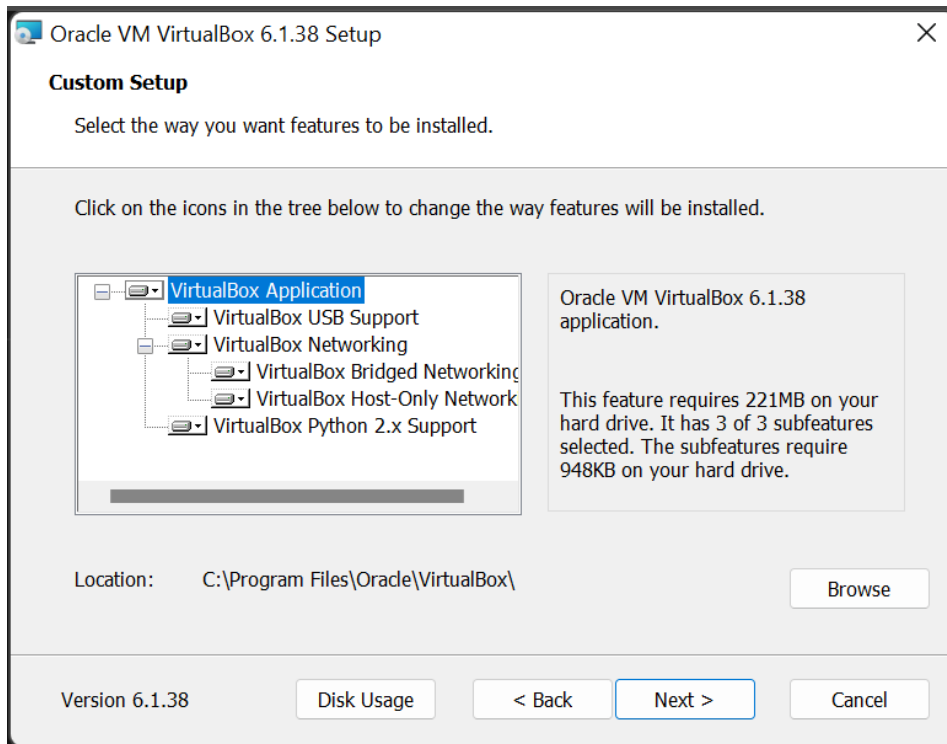 Oracle VM VirtualBox 6.1.38 Setup
Custom Setup
Select the way you want features to be installed.
Click on the icons in the tree below to change the way features will be installed.
VirtualBox Application
VirtualBox USB Support
VirtualBox Networking
VirtualBox Bridged Networking
VirtualBox Host-Only Network
VirtualBox Python 2.x Support
Oracle VM VirtualBox 6.1.38
application.
This feature requires 221MB on your
hard drive. It has 3 of 3 subfeatures
selected. The subfeatures require
948KB on your hard drive.
Location: C:\Program Files\Oracle\VirtualBox\
Browse
Version 6.1.38
Disk Usage
< Back
Next >
Cancel